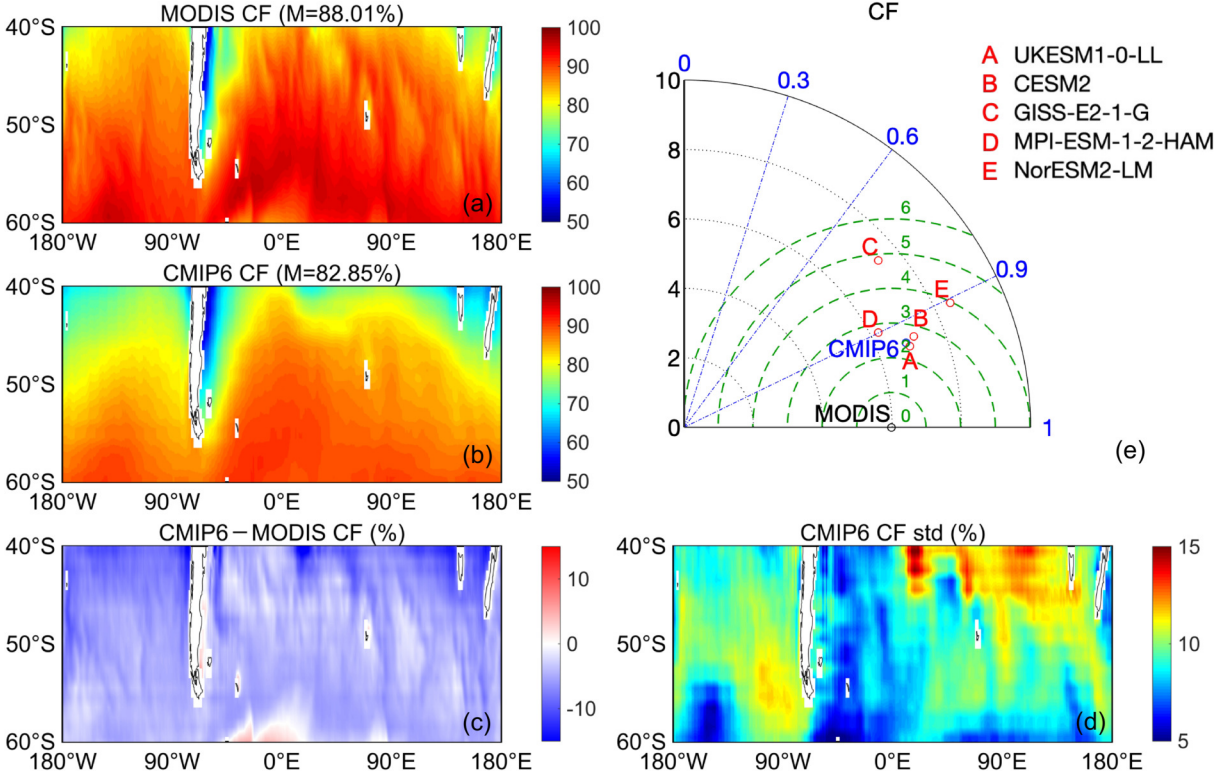 MODIS CF (M=88.01%)
40°S
50°S
60°S
180°W 90°W 0°E 90°E 180°E
100
90
80
70
60
50
(a)
CMIP6 CF (M=82.85%)
40°S
50°S
60°S
180°W 90°W 0°E 90°E 180°E
100
90
80
70
60
50
(b)
CMIP6−MODIS CF (%)
40°S
50°S
60°S
180°W 90°W 0°E 90°E 180°E
10
0
-10
(c)
CF
A UKESM1-0-LL
B CESM2
C GISS-E2-1-G
D MPI-ESM-1-2-HAM
E NorESM2-LM
0
0.3
0.6
0.9
1
10
8
6
4
2
0
6
5
4
3
2
1
0
C
E
D
B
CMIP6
A
MODIS
(e)
CMIP6 CF std (%)
40°S
50°S
60°S
180°W 90°W 0°E 90°E 180°E
15
10
5
(d)